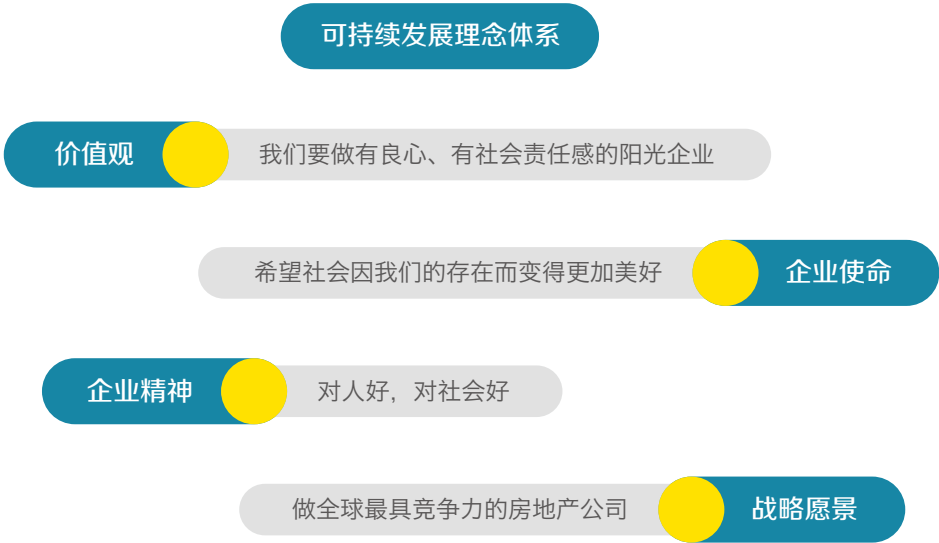 可持续发展理念体系
价值观 我们要做有良心、有社会责任感的阳光企业
希望社会因我们的存在而变得更加美好 企业使命
企业精神 对人好，对社会好
做全球最具竞争力的房地产公司 战略愿景